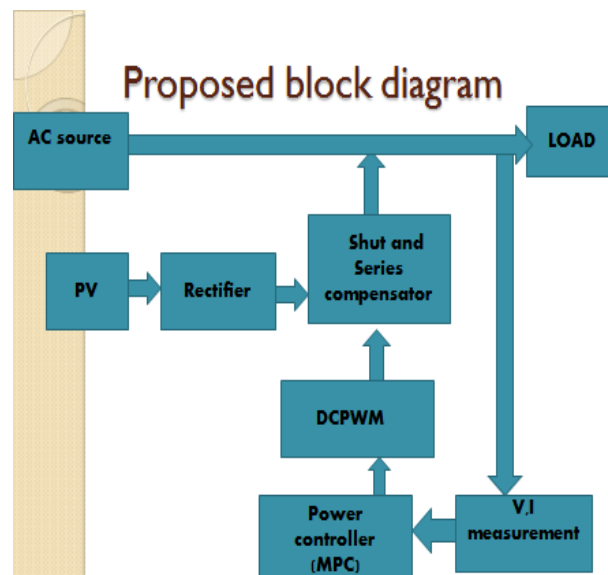 Proposed block diagram
AC source
LOAD
Shut and
Series
compensator
PV
Rectifier
DCPWM
Power
controller
(MPC)
V,I
measurement